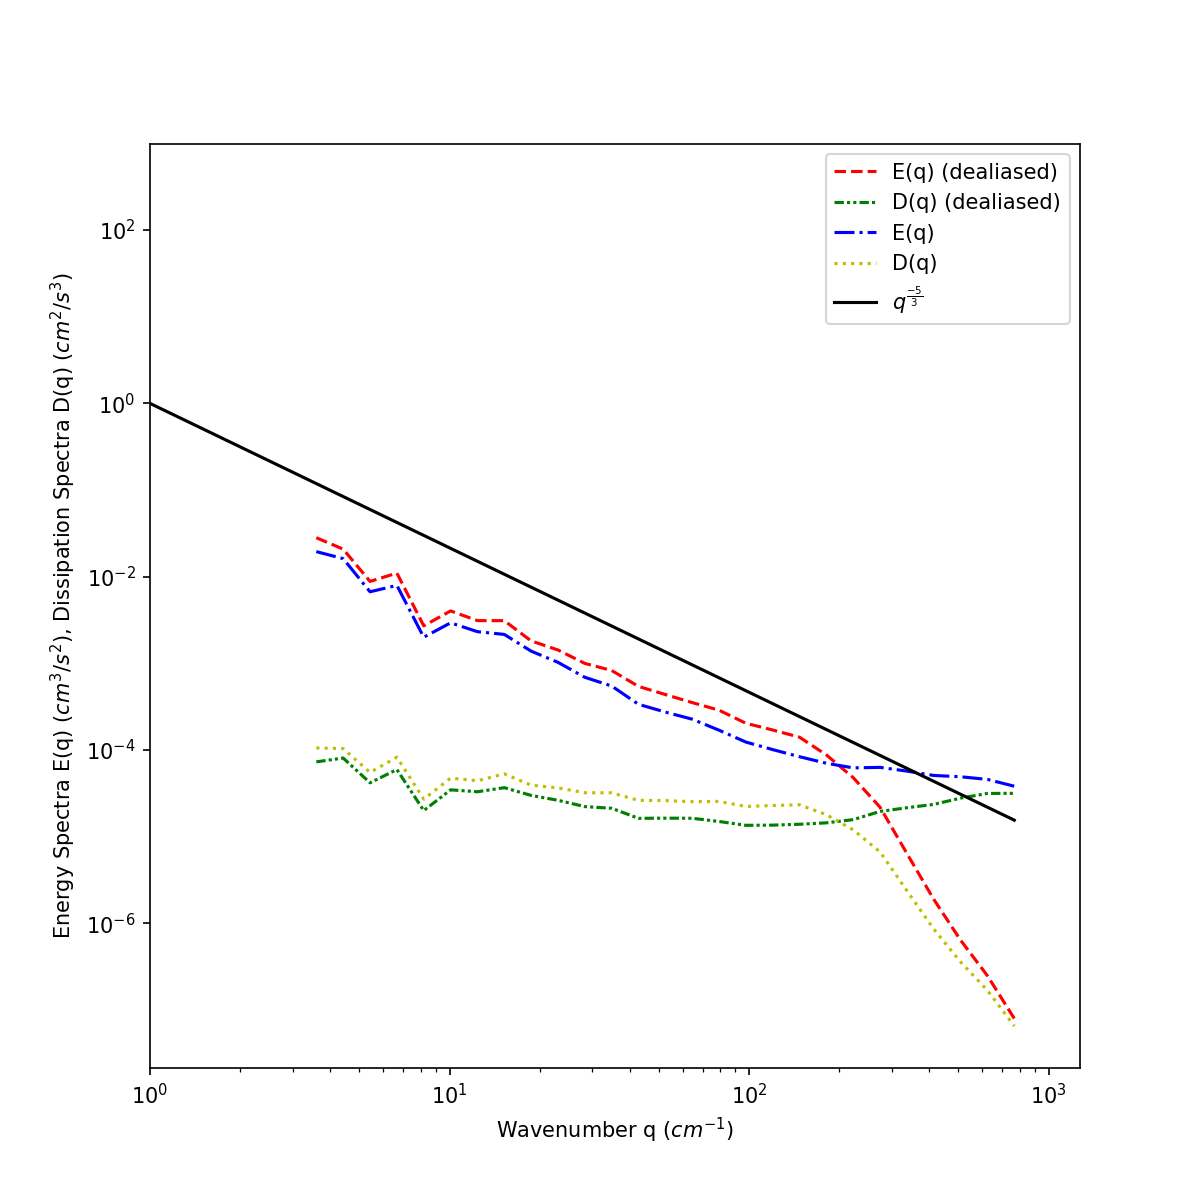 E(q) (dealiased)
D(q) (dealiased)
E(q)
D(q)
$q^{\frac{-5}{3}}$
Energy Spectra E(q) ($cm^3/s^2$), Dissipation Spectra D(q) ($cm^2/s^3$)
$10^2$
$10^0$
$10^{-2}$
$10^{-4}$
$10^{-6}$
$10^0$ $10^1$ $10^2$ $10^3$
Wavenumber q ($cm^{-1}$)